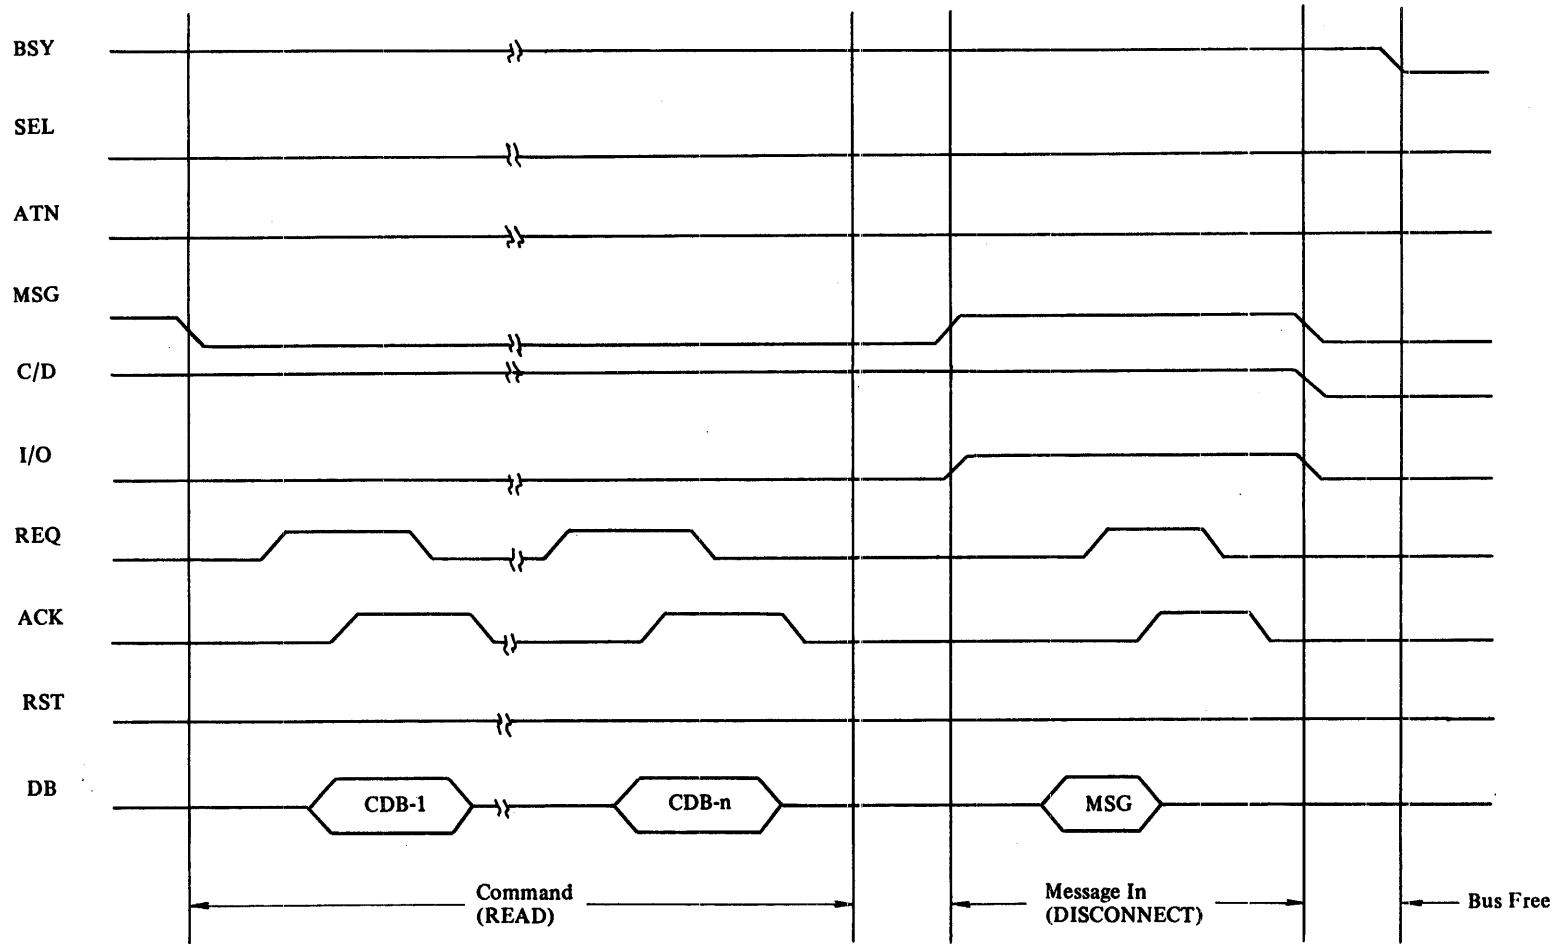 BSY
SEL
ATN
MSG
C/D
I/O
REQ
ACK
RST
DB
CDB-1
CDB-n
MSG
Command
(READ)
Message In
(DISCONNECT)
Bus Free